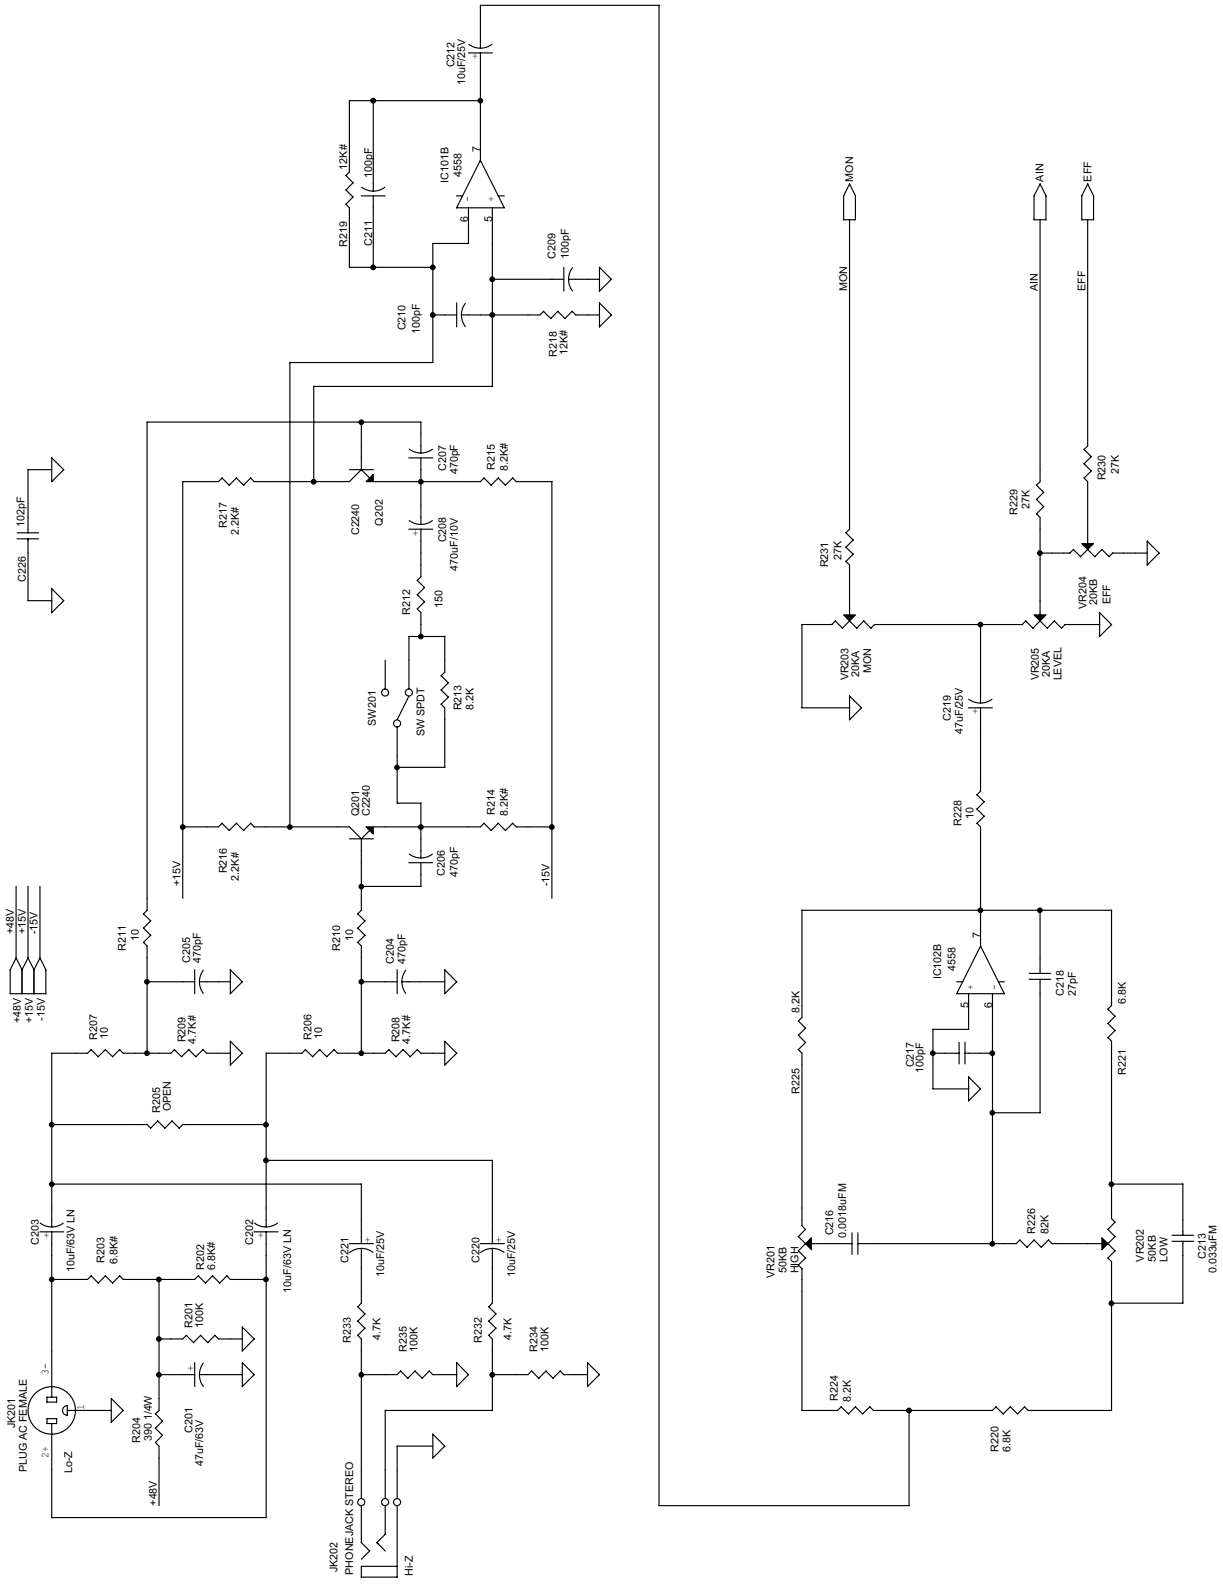 JK201
PLUG AC FEMALE
Lo-Z
2+
3-
1
+48V
R204
390 1/4W
C201
47uF/63V
R201
100K
R203
6.8K#
R202
6.8K#
C203
10uF/63V LN
C202
10uF/63V LN
JK202
PHONEJACK STEREO
Hi-Z
R233
4.7K
R235
100K
R232
4.7K
R234
100K
C221
10uF/25V
C220
10uF/25V
R205
OPEN
R207
10
R209
4.7K#
R206
10
R208
4.7K#
+48V
+15V
-15V
+48V
+15V
-15V
C205
470pF
C204
470pF
R211
10
R210
10
+15V
-15V
R216
2.2K#
Q201
C2240
C206
470pF
R214
8.2K#
SW201
SW SPDT
R213
8.2K
R212
150
C208
470uF/10V
R217
2.2K#
C2240
Q202
C207
470pF
R215
8.2K#
C226
102pF
C210
100pF
R218
12K#
C209
100pF
R219
12K#
C211
100pF
IC101B
4558
6
5
7
-
+
C212
10uF/25V
R224
8.2K
R220
6.8K
VR201
50KB
HIGH
C216
0.0018uFM
R226
82K
VR202
50KB
LOW
C213
0.033uFM
R225
8.2K
R221
6.8K
C217
100pF
IC102B
4558
5
6
7
+
-
C218
27pF
R228
10
C219
47uF/25V
VR203
20KA
MON
VR205
20KA
LEVEL
VR204
20KB
EFF
R231
27K
R229
27K
R230
27K
MON
MON
AIN
AIN
EFF
EFF